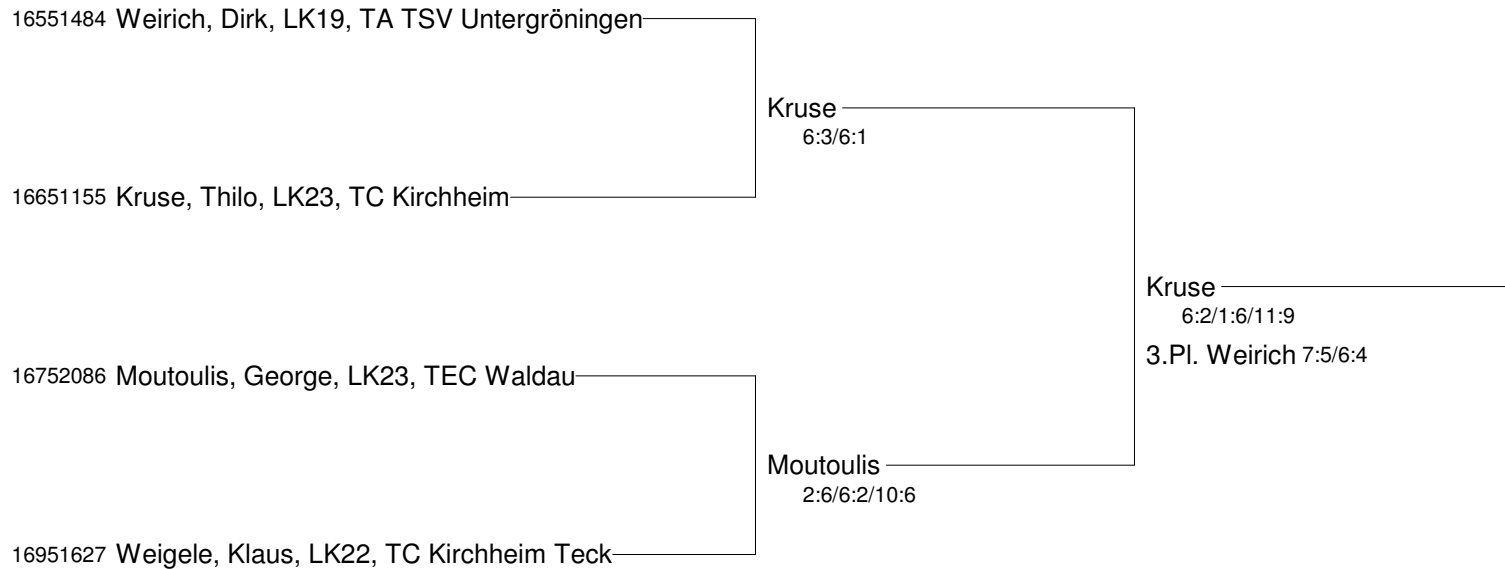 16551484 Weirich, Dirk, LK19, TA TSV Untergröningen
Kruse
6:3/6:1
16651155 Kruse, Thilo, LK23, TC Kirchheim
Kruse
6:2/1:6/11:9
3.Pl. Weirich 7:5/6:4
16752086 Moutoulis, George, LK23, TEC Waldau
Moutoulis
2:6/6:2/10:6
16951627 Weigele, Klaus, LK22, TC Kirchheim Teck